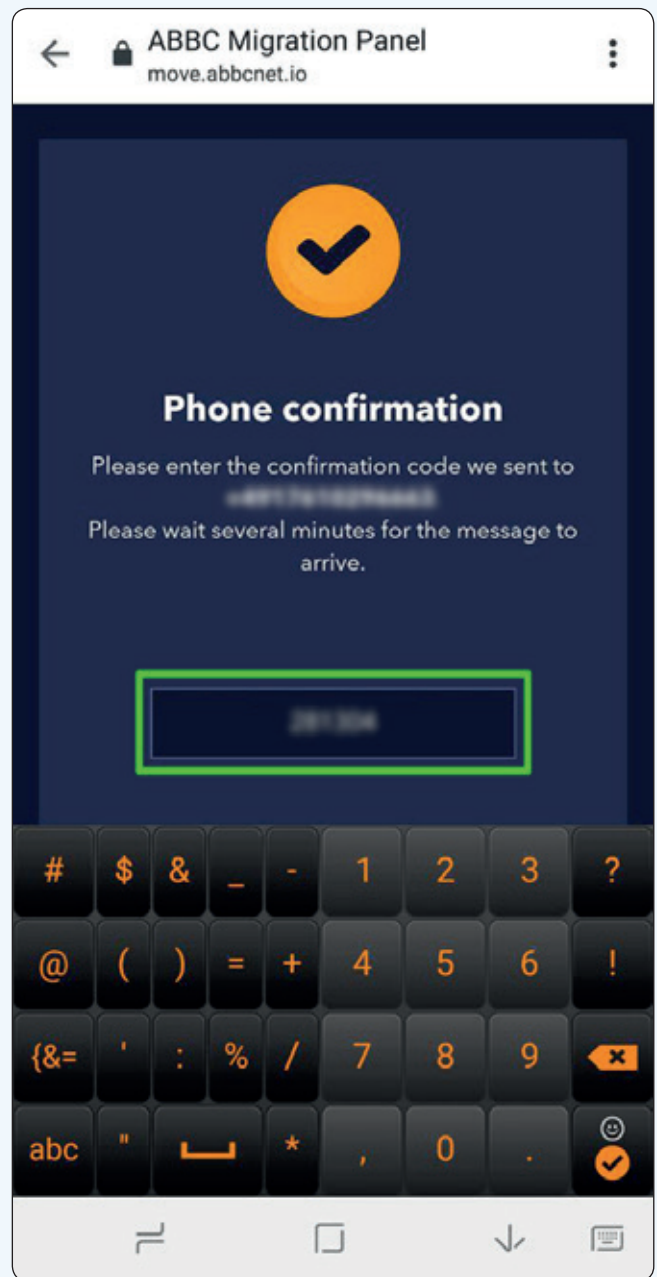 ABBC Migration Panel
move.abbcnet.io
Phone confirmation
Please enter the confirmation code we sent to
Please wait several minutes for the message to
arrive.
# $ & _ - 1 2 3 ?
@ ( ) = + 4 5 6 !
{&= ' : % / 7 8 9
abc " * , 0 .